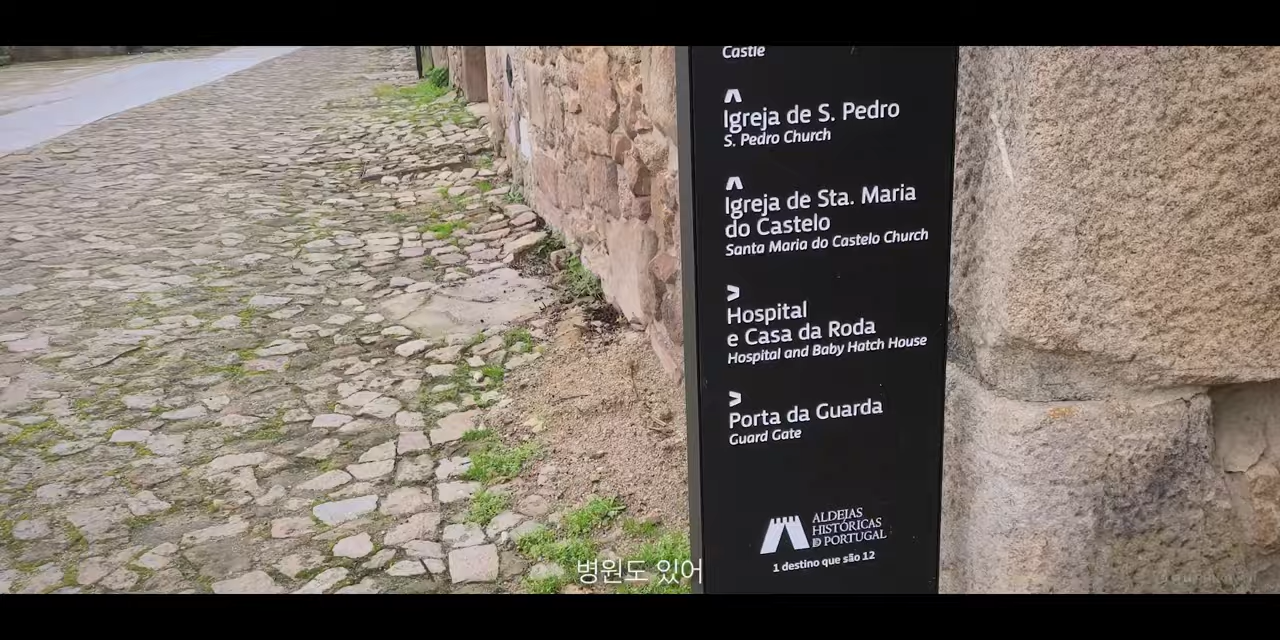 Castle
Igreja de S. Pedro
S. Pedro Church
Igreja de Sta. Maria
do Castelo
Santa Maria do Castelo Church
Hospital
e Casa da Roda
Hospital and Baby Hatch House
Porta da Guarda
Guard Gate
ALDEIAS
HISTÓRICAS
DE PORTUGAL
1 destino que são 12
병원도 있어